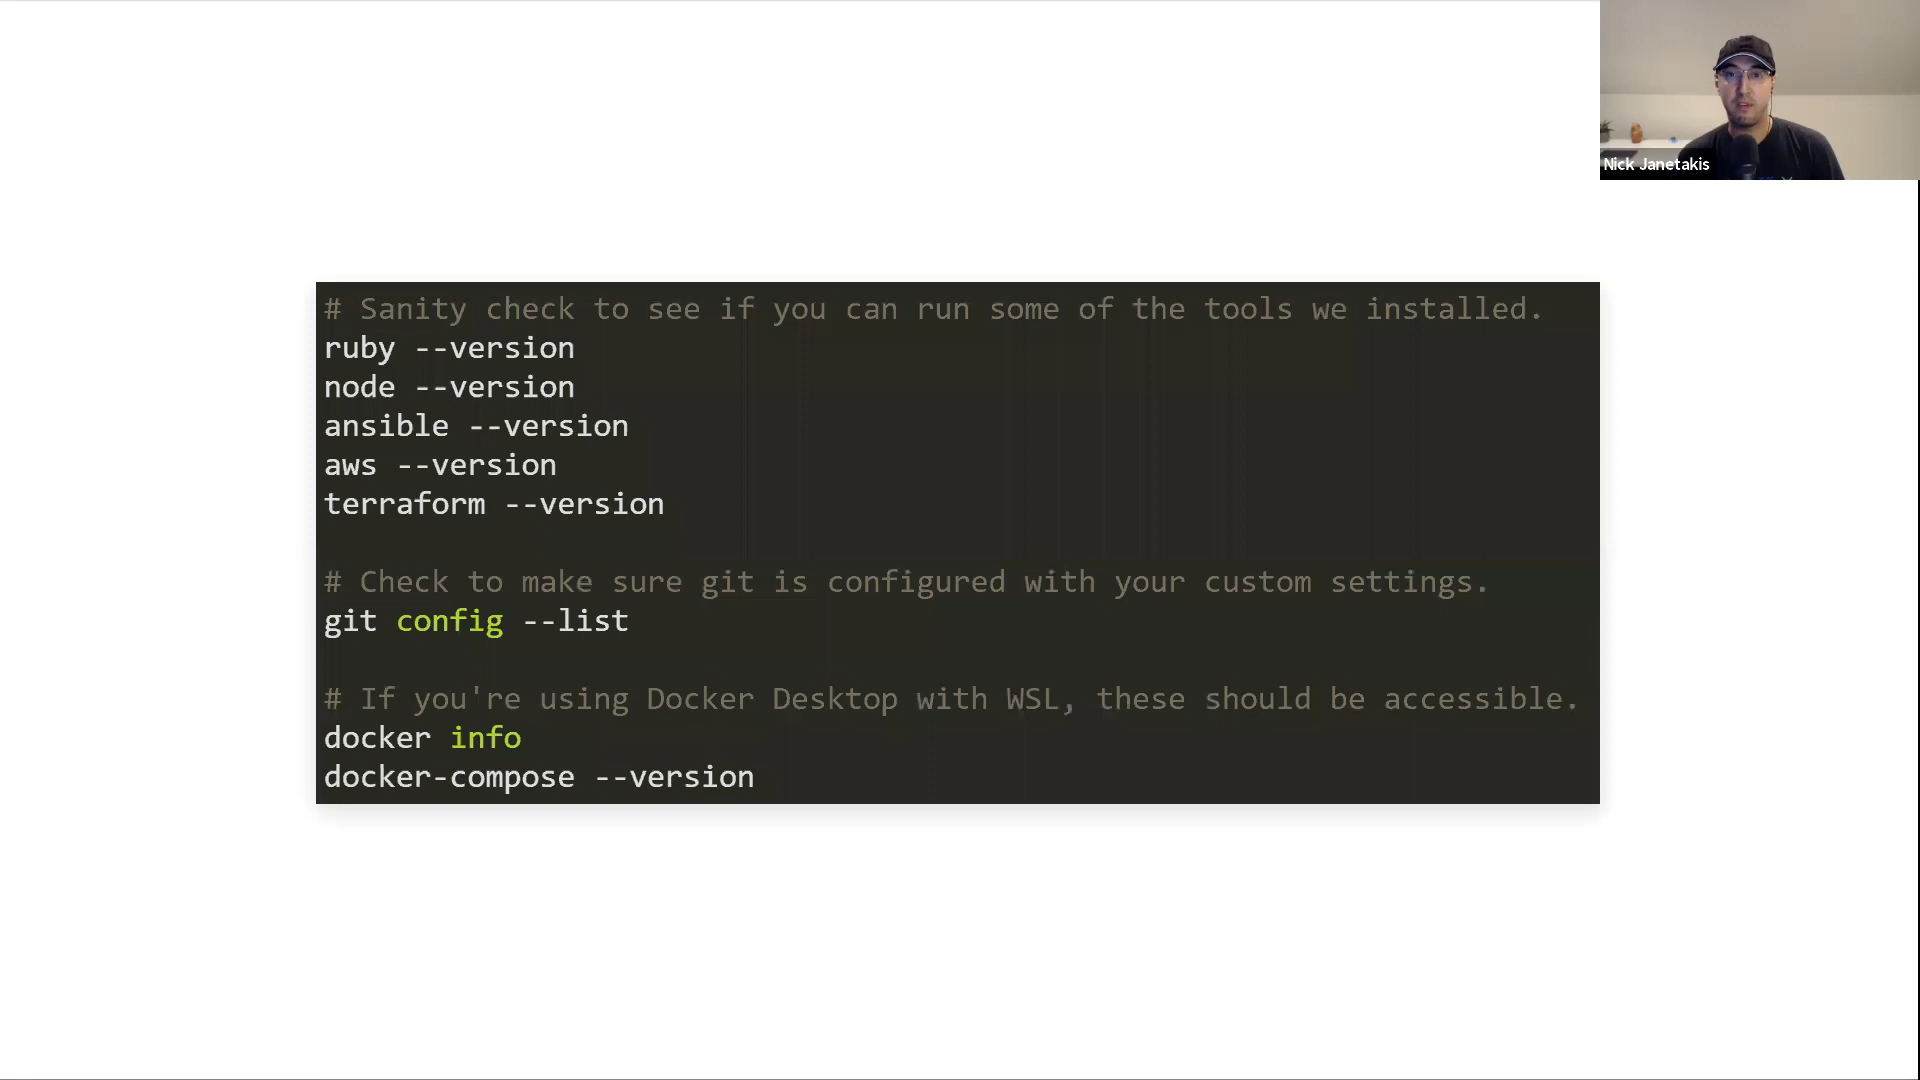 Nick Janetakis
# Sanity check to see if you can run some of the tools we installed.
ruby --version
node --version
ansible --version
aws --version
terraform --version
# Check to make sure git is configured with your custom settings.
git config --list
# If you're using Docker Desktop with WSL, these should be accessible.
docker info
docker-compose --version